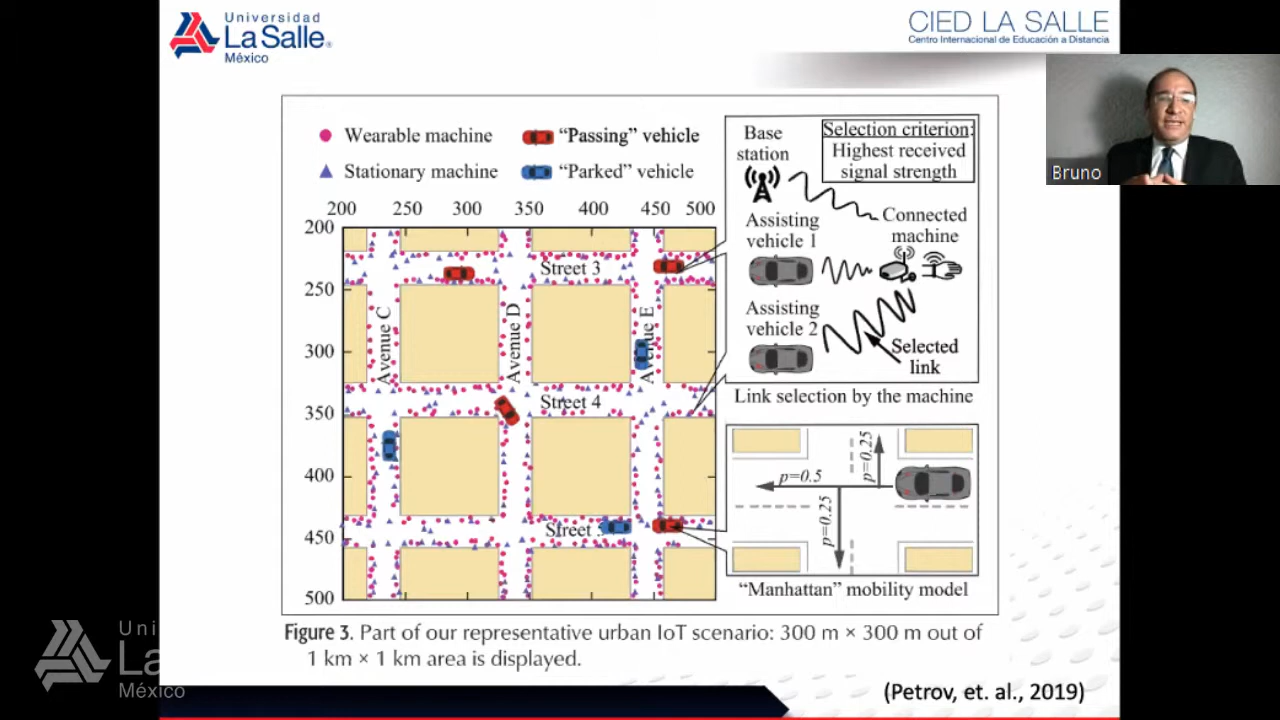 Universidad
La Salle®
México
CIED LA SALLE
Centro Internacional de Educación a Distancia
Bruno
Wearable machine
“Passing” vehicle
Stationary machine
“Parked” vehicle
200 250 300 350 400 450 500
200
250
300
350
400
450
500
Street 3
Street 4
Street
Avenue C
Avenue D
Avenue E
Base
station
Selection criterion:
Highest received
signal strength
Assisting
vehicle 1
Connected
machine
Assisting
vehicle 2
Selected
link
Link selection by the machine
p=0.5
p=0.25
p=0.25
“Manhattan” mobility model
Figure 3. Part of our representative urban IoT scenario: 300 m × 300 m out of
1 km × 1 km area is displayed.
(Petrov, et. al., 2019)
Uni
La
México